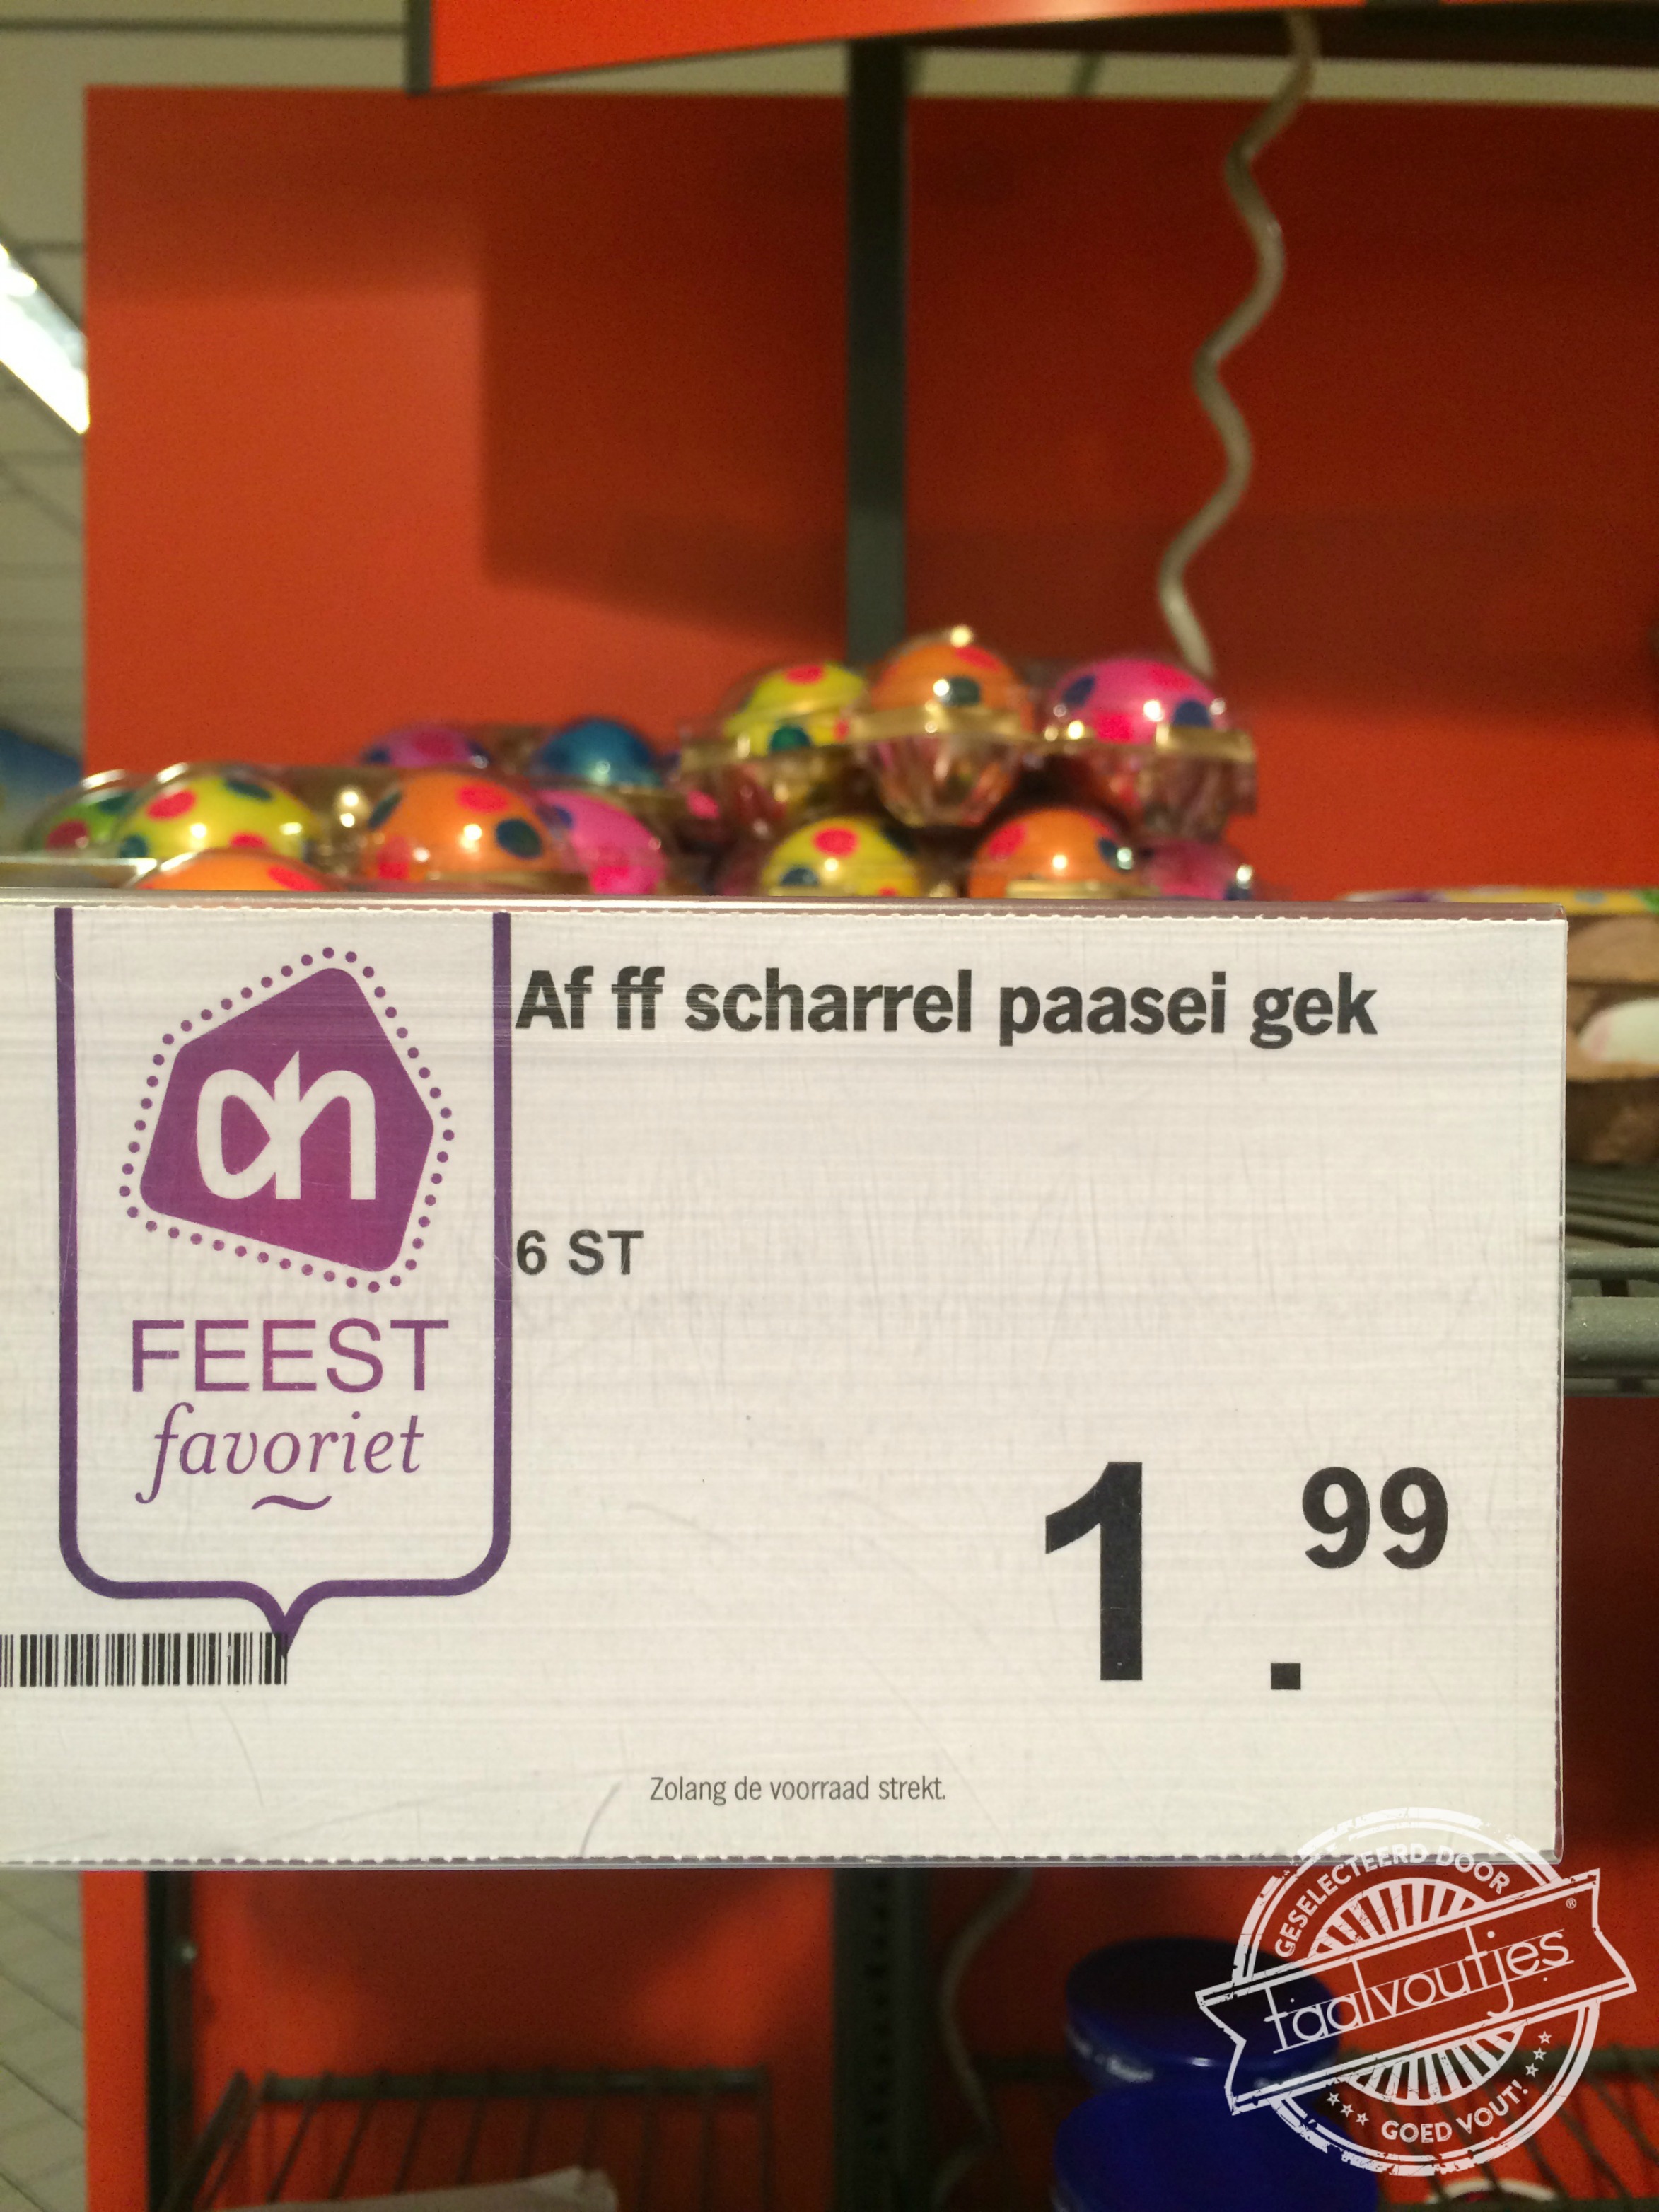 Af ff scharrel paasei gek
ah
FEEST
favoriet
6 ST
1.99
Zolang de voorraad strekt.
GESELECTEERD DOOR
taalvoutjes®
GOED VOUT!